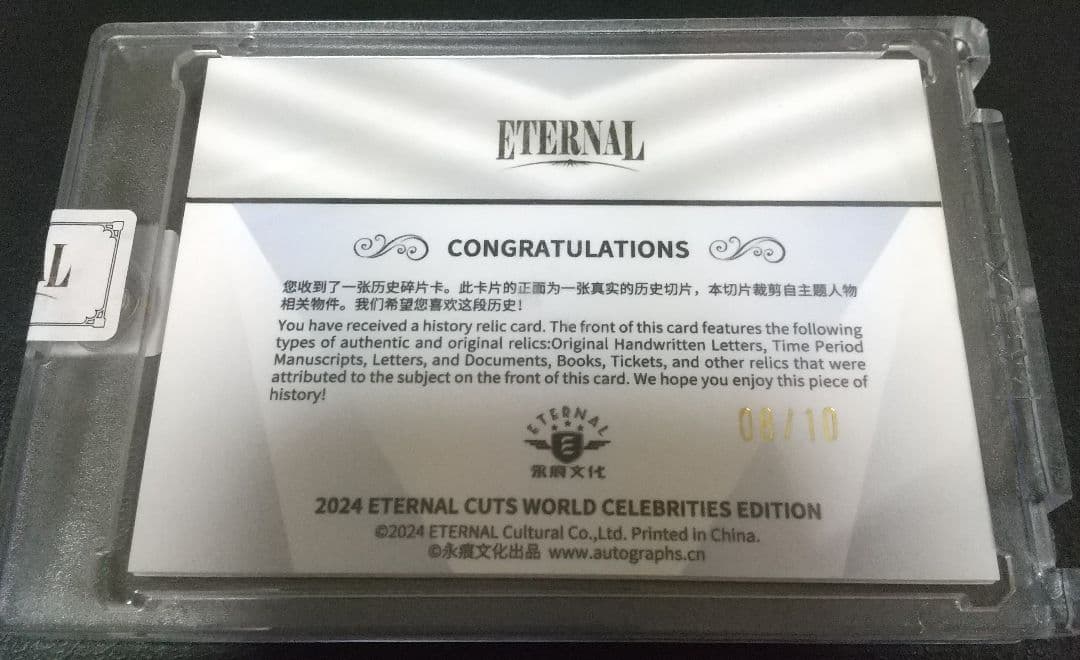 ETERNAL
L
CONGRATULATIONS
您收到了一张历史碎片卡。此卡片的正面为一张真实的历史切片，本切片裁剪自主题人物
相关物件。我们希望您喜欢这段历史！
You have received a history relic card. The front of this card features the following
types of authentic and original relics:Original Handwritten Letters, Time Period
Manuscripts, Letters, and Documents, Books, Tickets, and other relics that were
attributed to the subject on the front of this card. We hope you enjoy this piece of
history!
08/10
ETERNAL
E
永痕文化
2024 ETERNAL CUTS WORLD CELEBRITIES EDITION
©2024 ETERNAL Cultural Co.,Ltd. Printed in China.
©永痕文化出品 www.autographs.cn